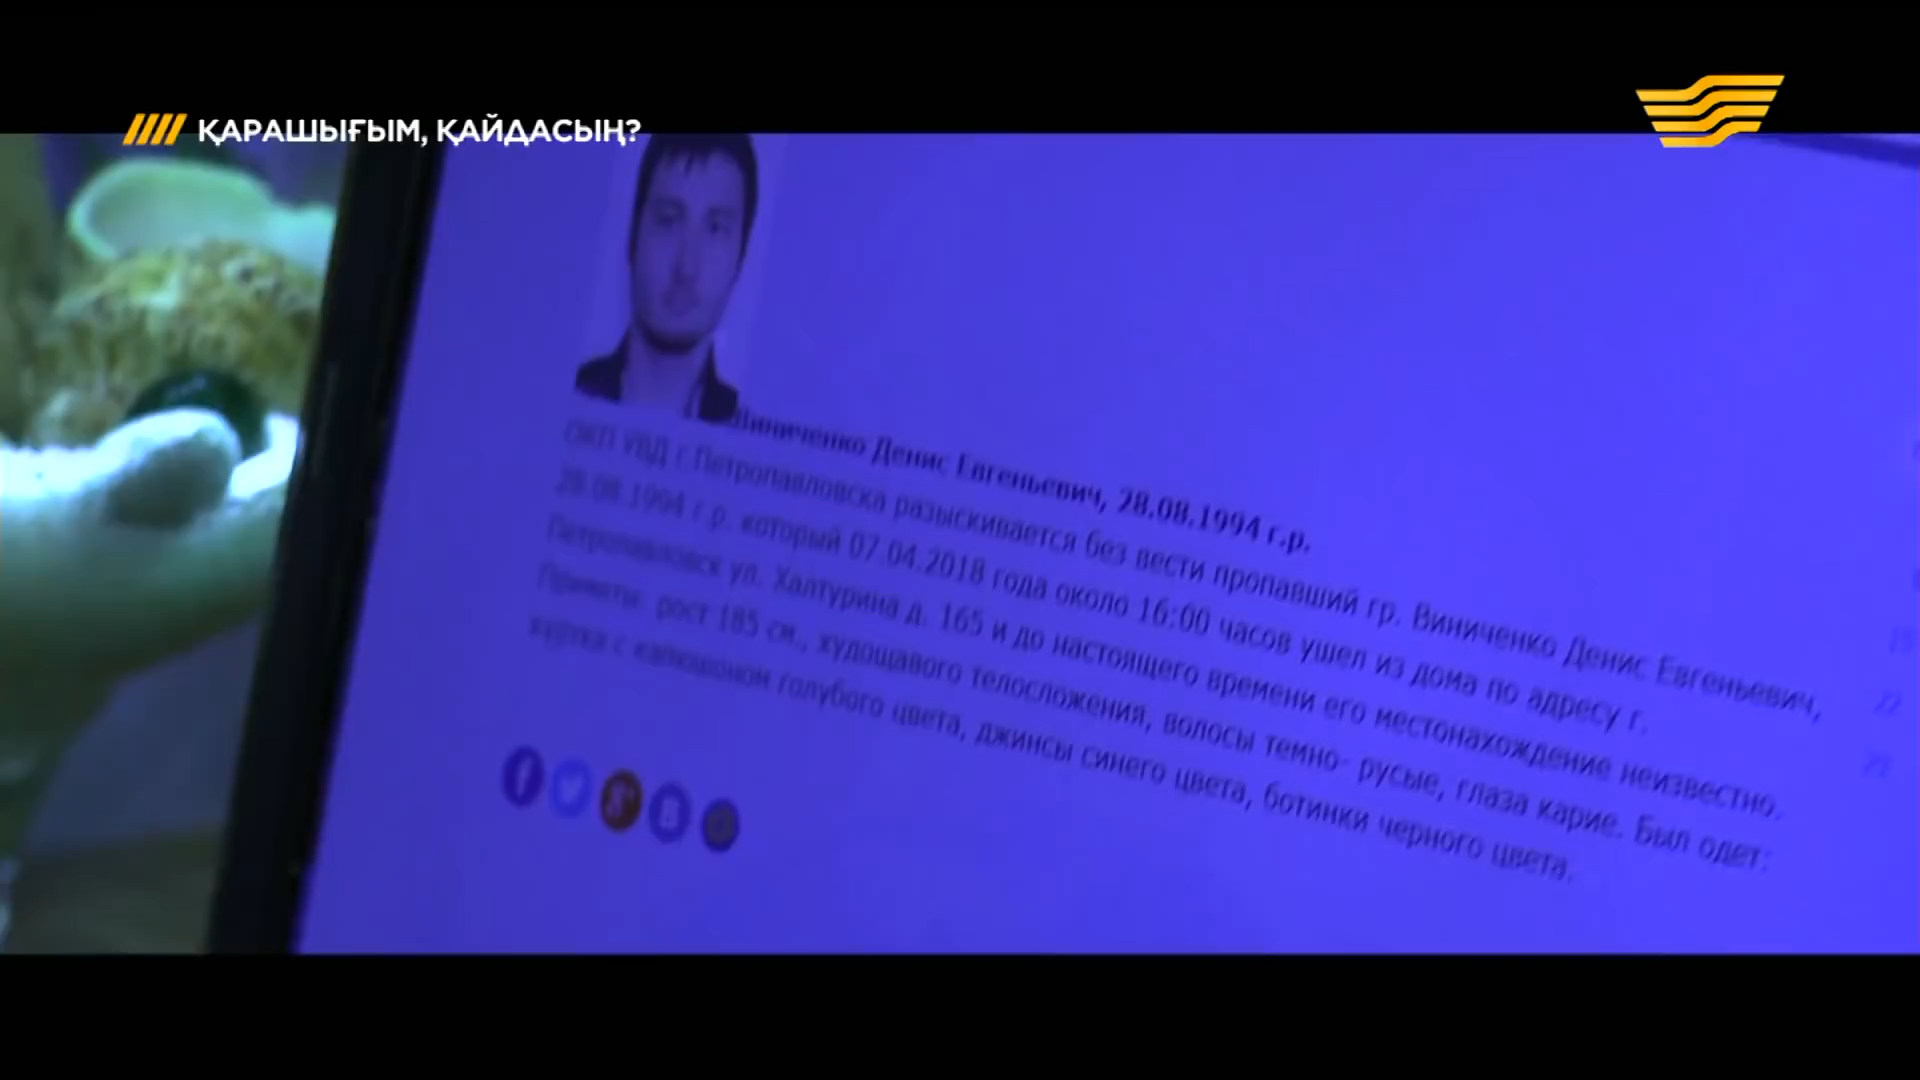 ҚАРАШЫҒЫМ, ҚАЙДАСЫҢ?
Виниченко Денис Евгеньевич, 28.08.1994 г.р.
ОКП УВД г.Петропавловска разыскивается без вести пропавший гр. Виниченко Денис Евгеньевич,
28.08.1994 г.р. который 07.04.2018 года около 16:00 часов ушел из дома по адресу г.
Петропавловск ул. Халтурина д. 165 и до настоящего времени его местонахождение неизвестно.
Приметы: рост 185 см., худощавого телосложения, волосы темно- русые, глаза карие. Был одет:
куртка с капюшоном голубого цвета, джинсы синего цвета, ботинки черного цвета.
22